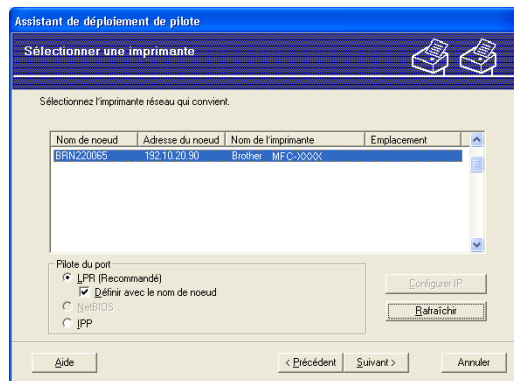 Assistant de déploiement de pilote
Sélectionner une imprimante
Sélectionnez l'imprimante réseau qui convient.
Nom de noeud Adresse du noeud Nom de l'imprimante Emplacement
BRN220065 192.10.20.90 Brother MFC-XXXX
Pilote du port
LPR (Recommandé)
Définir avec le nom de noeud
NetBIOS
IPP
Configurer IP
Rafraîchir
Aide < Précédent Suivant > Annuler